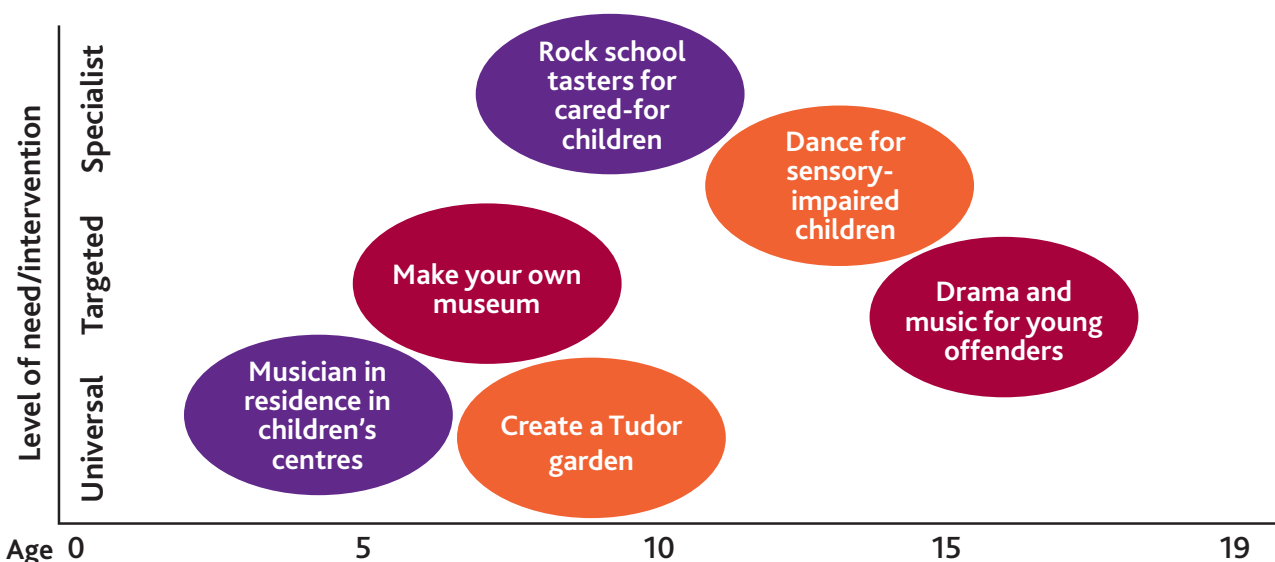 Level of need/intervention
Specialist
Targeted
Universal
Rock school
tasters for
cared-for
children
Dance for
sensory-
impaired
children
Make your own
museum
Drama and
music for young
offenders
Musician in
residence in
children’s
centres
Create a Tudor
garden
Age 0 5 10 15 19